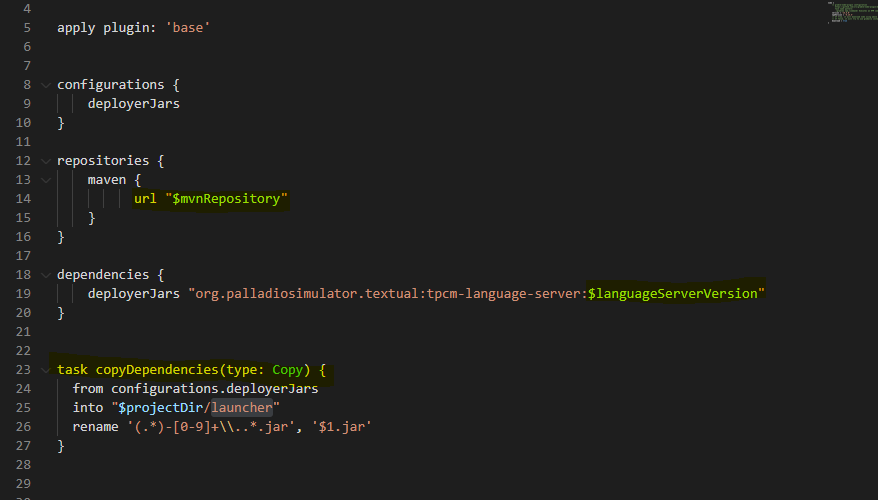 4
5 apply plugin: 'base'
6
7
8 configurations {
9 deployerJars
10 }
11
12 repositories {
13 maven {
14 url "$mvnRepository"
15 }
16 }
17
18 dependencies {
19 deployerJars "org.palladiosimulator.textual:tpcm-language-server:$languageServerVersion"
20 }
21
22
23 task copyDependencies(type: Copy) {
24 from configurations.deployerJars
25 into "$projectDir/launcher"
26 rename '(.*)-[0-9]+\\..*.jar', '$1.jar'
27 }
28
29